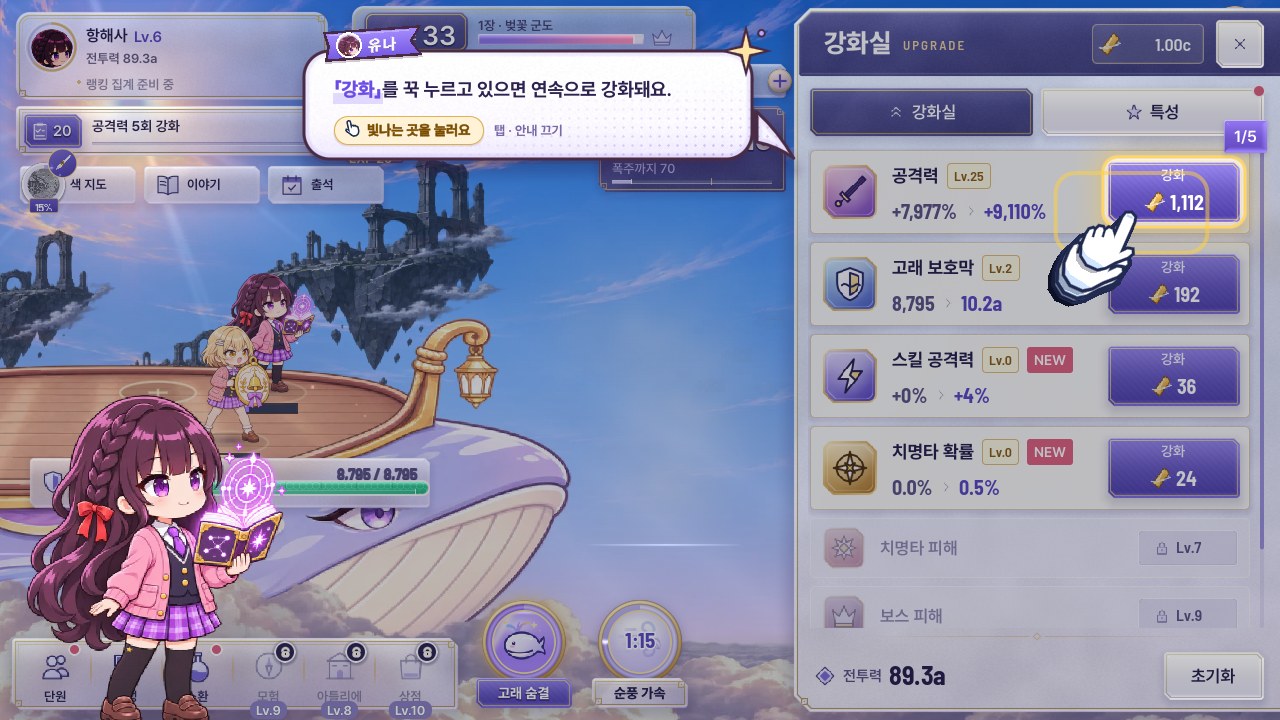 항해사 Lv.6
전투력 89.3a
랭킹 집계 준비 중
33
1장 · 벚꽃 군도
유나
「강화」를 꾹 누르고 있으면 연속으로 강화돼요.
빛나는 곳을 눌러요
탭 · 안내 끄기
20
공격력 5회 강화
폭주까지 70
15%
색 지도
이야기
출석
8,795 / 8,795
1:15
고래 숨결
순풍 가속
단원
환
모험
아틀리에
상점
Lv.9
Lv.8
Lv.10
강화실 UPGRADE
1.00c
강화실
특성
1/5
공격력 Lv.25
+7,977% > +9,110%
강화
1,112
고래 보호막 Lv.2
8,795 > 10.2a
강화
192
스킬 공격력 Lv.0 NEW
+0% > +4%
강화
36
치명타 확률 Lv.0 NEW
0.0% > 0.5%
강화
24
치명타 피해
Lv.7
보스 피해
Lv.9
전투력 89.3a
초기화